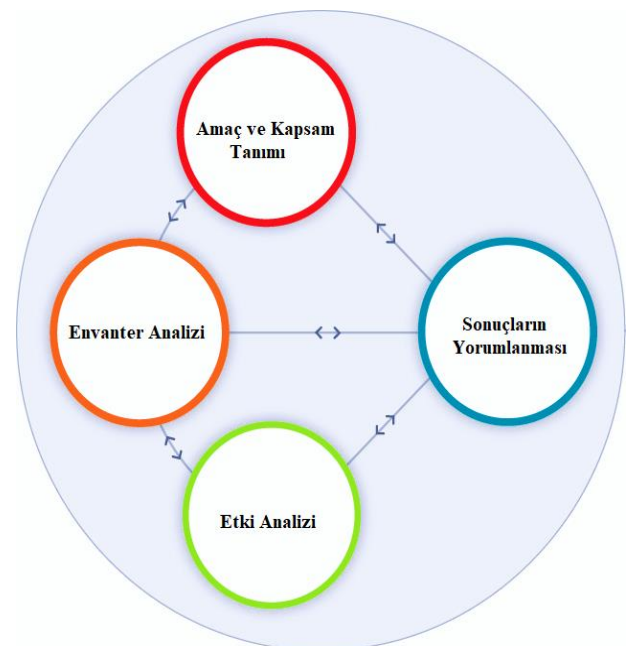 Amaç ve Kapsam
Tanımı
Envanter Analizi
Sonuçların
Yorumlanması
Etki Analizi